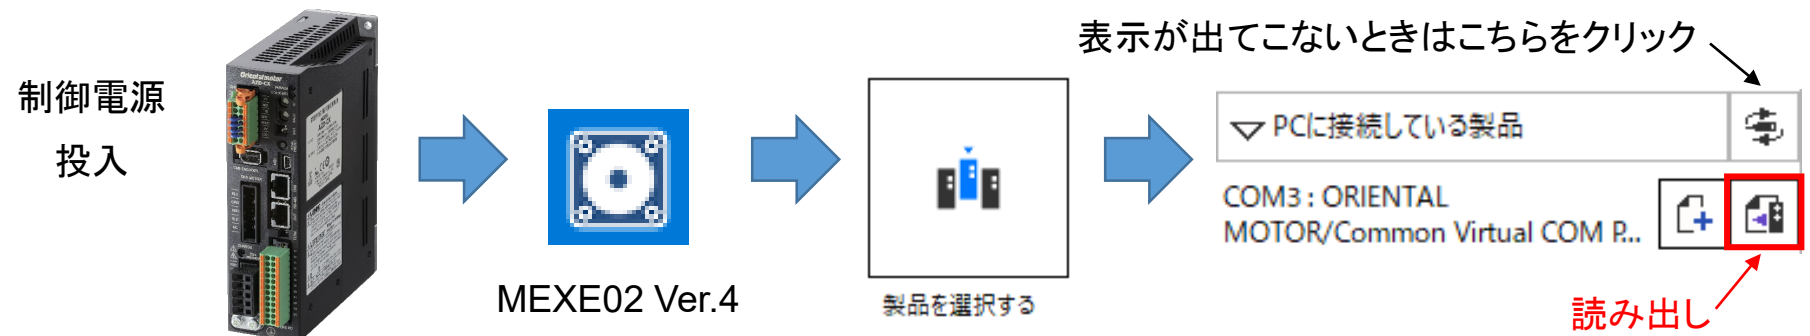 表示が出てこないときはこちらをクリック
制御電源
投入
Orientalmotor
MEXE02 Ver.4
製品を選択する
PCに接続している製品
COM3 : ORIENTAL
MOTOR/Common Virtual COM P...
読み出し